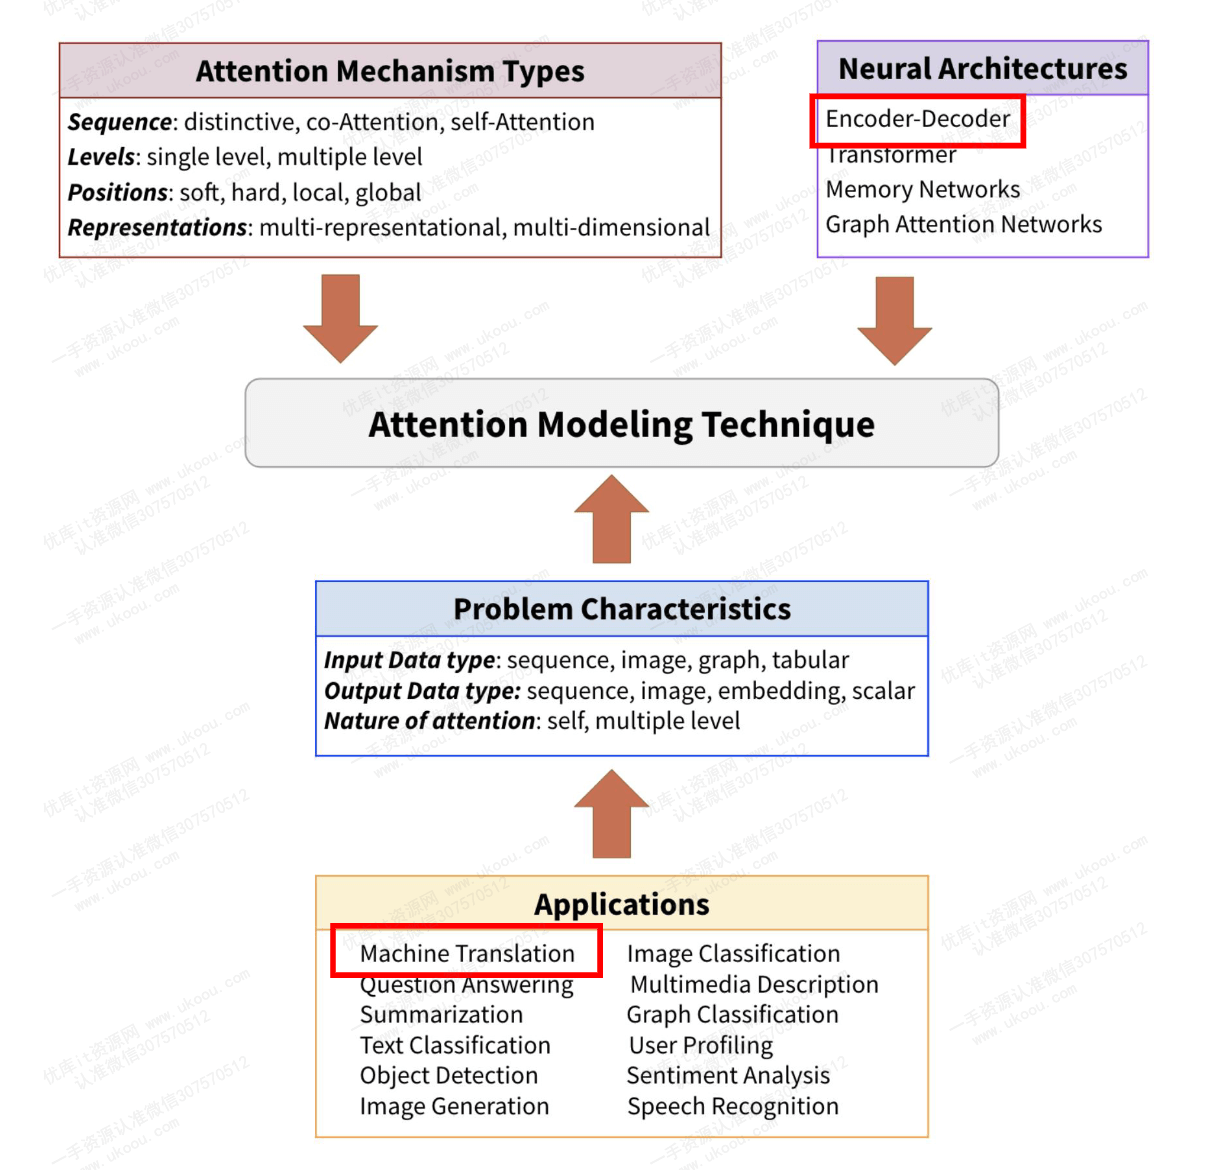 Attention Mechanism Types
Sequence: distinctive, co-Attention, self-Attention
Levels: single level, multiple level
Positions: soft, hard, local, global
Representations: multi-representational, multi-dimensional
Neural Architectures
Encoder-Decoder
Transformer
Memory Networks
Graph Attention Networks
Attention Modeling Technique
Problem Characteristics
Input Data type: sequence, image, graph, tabular
Output Data type: sequence, image, embedding, scalar
Nature of attention: self, multiple level
Applications
Machine Translation
Question Answering
Summarization
Text Classification
Object Detection
Image Generation
Image Classification
Multimedia Description
Graph Classification
User Profiling
Sentiment Analysis
Speech Recognition
优库it资源网 www.ukoou.com
认准微信307570512
一手资源认准微信307570512
www.ukoou.com